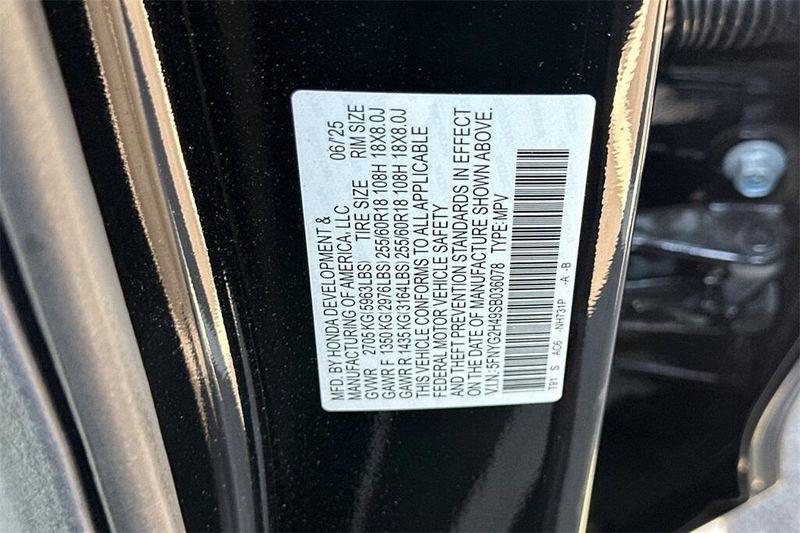 MFD. BY HONDA DEVELOPMENT &
MANUFACTURING OF AMERICA, LLC 06/'25
GVWR 2705 KG(5963LBS) TIRE SIZE RIM SIZE
GAWR F 1350 KG(2976LBS 255/60R18 108H 18X8.0J
GAWR R 1435 KG(3164LBS 255/60R18 108H 18X8.0J
THIS VEHICLE CONFORMS TO ALL APPLICABLE
FEDERAL MOTOR VEHICLE SAFETY
AND THEFT PREVENTION STANDARDS IN EFFECT
ON THE DATE OF MANUFACTURE SHOWN ABOVE.
V.I.N: 5FNYG2H49SB036078 TYPE:MPV
T91 S AC6 -NH731P -A -B